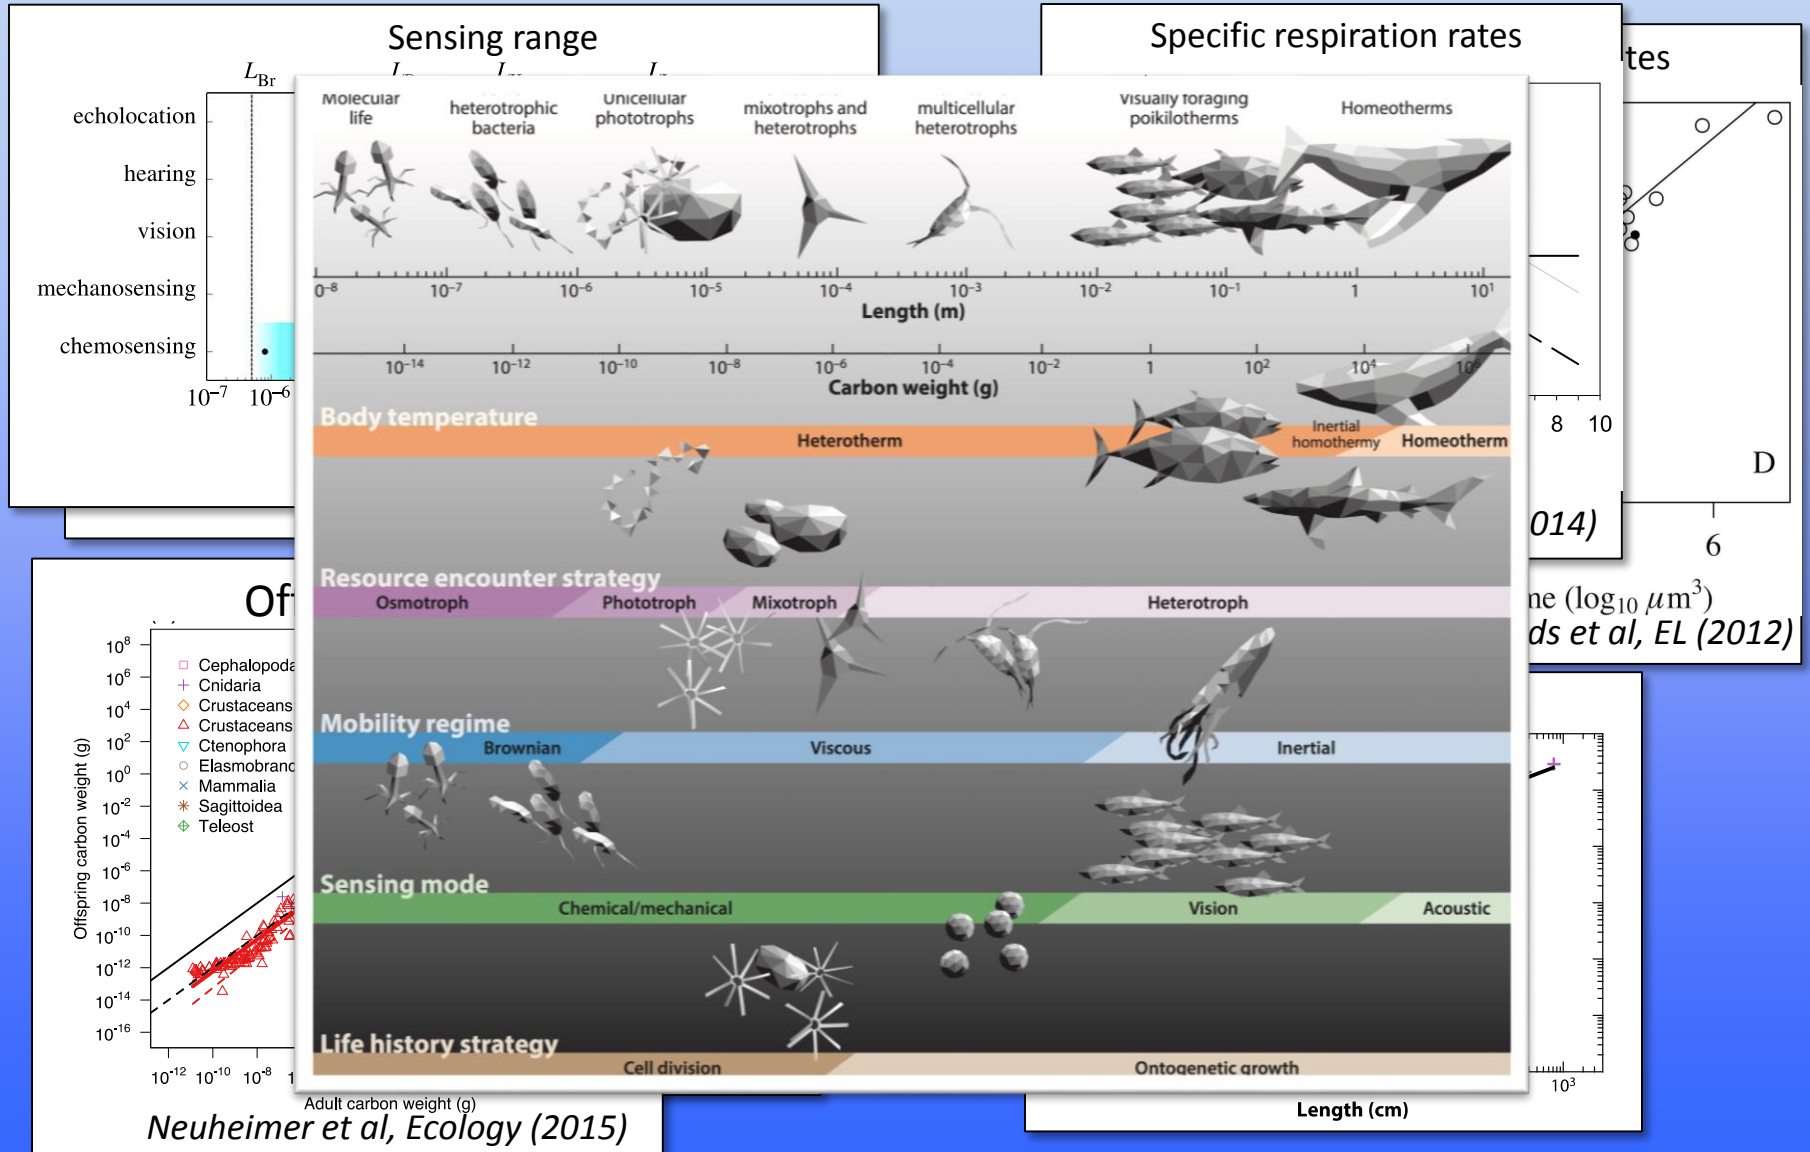 Sensing range
L_Br
echolocation
hearing
vision
mechanosensing
chemosensing
10^-7 10^-6
Specific respiration rates
8 10
014)
tes
D
6
me (log_10 μm^3)
ds et al, EL (2012)
Molecular
life
heterotrophic
bacteria
Unicellular
phototrophs
mixotrophs and
heterotrophs
multicellular
heterotrophs
Visually foraging
poikilotherms
Homeotherms
0^-8 10^-7 10^-6 10^-5 10^-4 10^-3 10^-2 10^-1 1 10^1
Length (m)
10^-14 10^-12 10^-10 10^-8 10^-6 10^-4 10^-2 1 10^2 10^4 10^6
Carbon weight (g)
Body temperature
Heterotherm
Inertial
homothermy
Homeotherm
Resource encounter strategy
Osmotroph Phototroph Mixotroph Heterotroph
Mobility regime
Brownian Viscous Inertial
Sensing mode
Chemical/mechanical Vision Acoustic
Life history strategy
Cell division Ontogenetic growth
Of
Offspring carbon weight (g)
10^8
10^6
10^4
10^2
10^0
10^-2
10^-4
10^-6
10^-8
10^-10
10^-12
10^-14
10^-16
Cephalopoda
Cnidaria
Crustaceans
Crustaceans
Ctenophora
Elasmobranc
Mammalia
Sagittoidea
Teleost
10^-12 10^-10 10^-8 1
Adult carbon weight (g)
Neuheimer et al, Ecology (2015)
10^3
Length (cm)